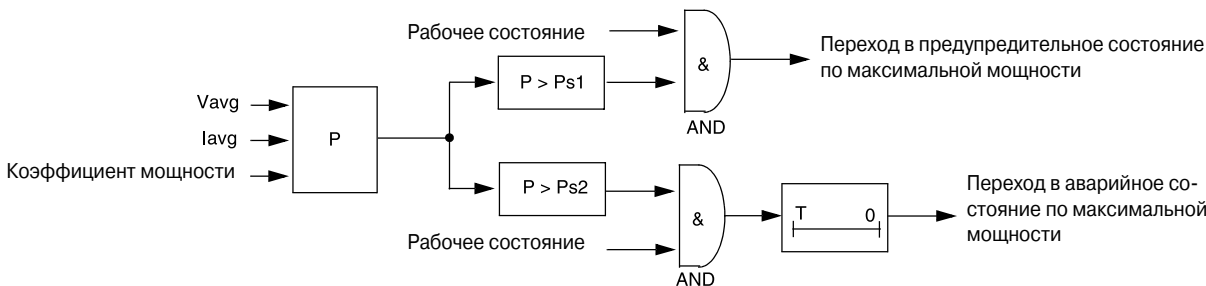 Рабочее состояние
Переход в предупредительное состояние
по максимальной мощности
&
P > Ps1
AND
Vavg
Iavg
Коэффициент мощности
P
P > Ps2
&
Рабочее состояние
AND
T 0
Переход в аварийное со-
стояние по максимальной
мощности